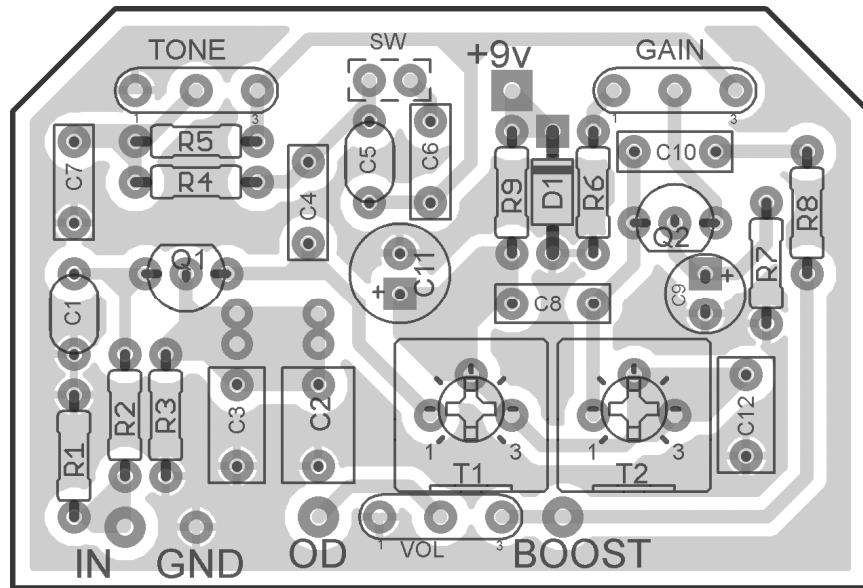 TONE
SW
+9v
GAIN
1
3
1
3
R5
R4
C7
C4
C5
C6
R9
D1
R6
C10
R8
Q1
Q2
R7
C11
+
C9
+
C1
C8
R1
R2
R3
C3
C2
1
3
T1
1
3
T2
C12
IN
GND
OD
1
VOL
3
BOOST